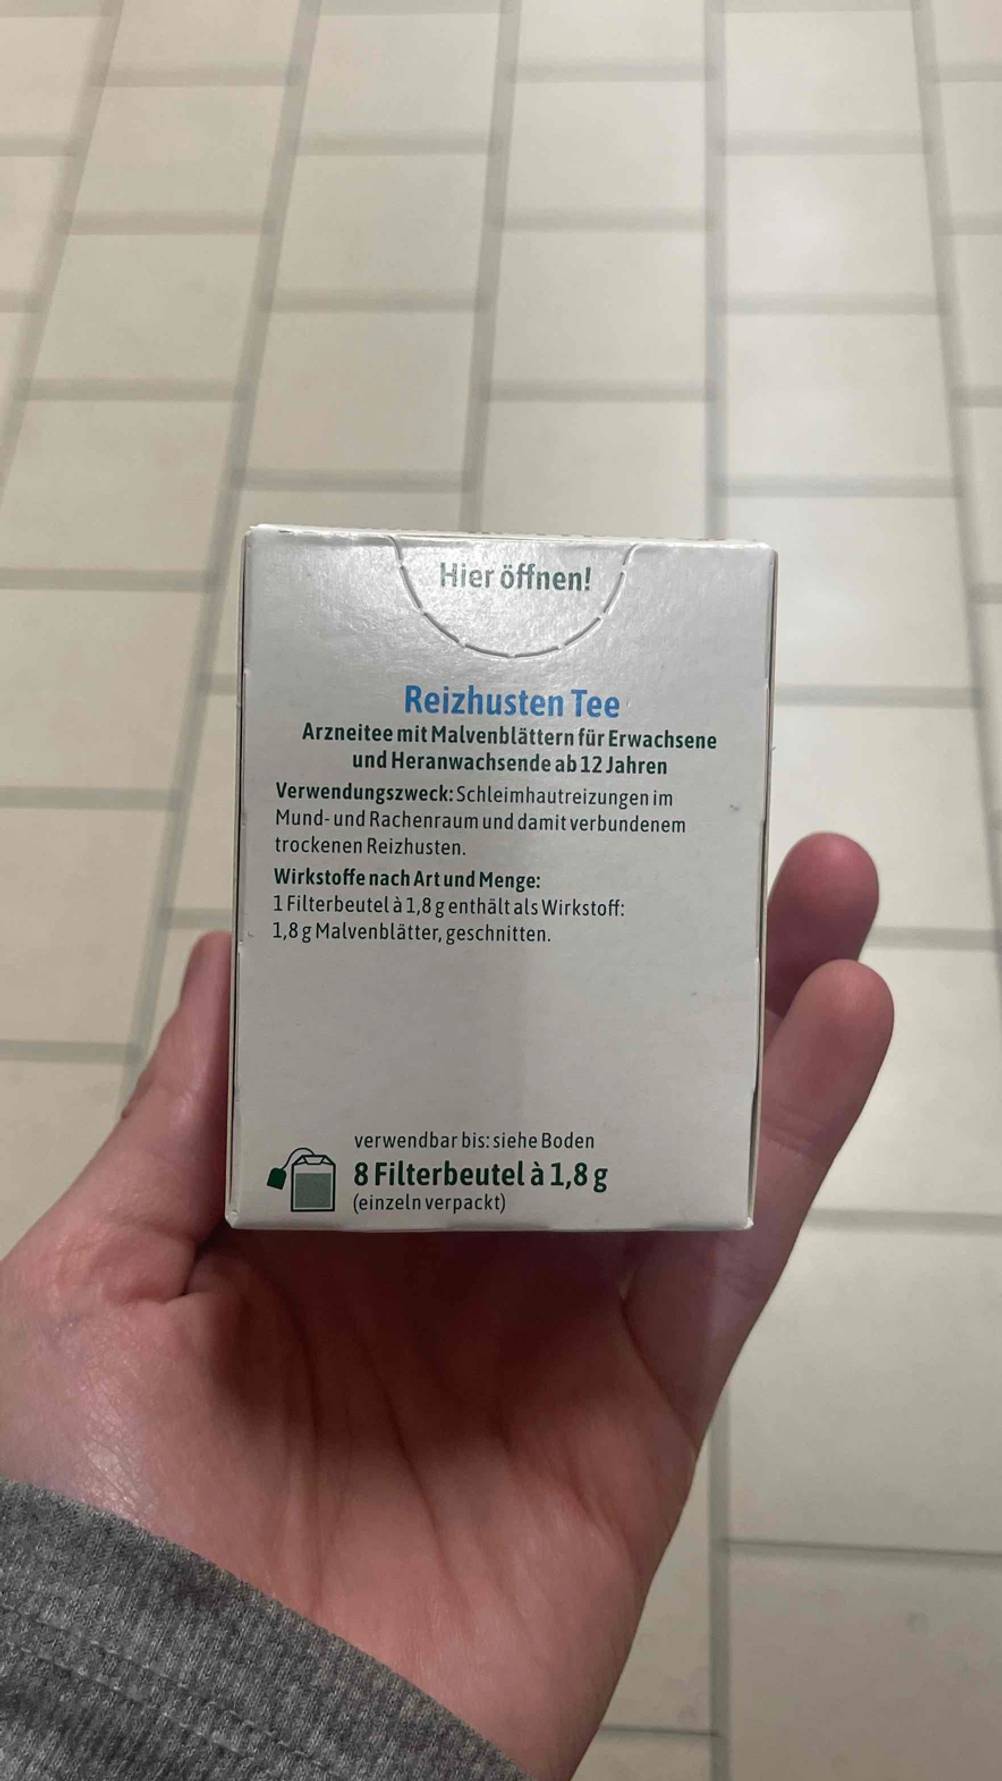 Hier öffnen!
Reizhusten Tee
Arzneitee mit Malvenblättern für Erwachsene
und Heranwachsende ab 12 Jahren
Verwendungszweck: Schleimhautreizungen im
Mund- und Rachenraum und damit verbundenem
trockenen Reizhusten.
Wirkstoffe nach Art und Menge:
1 Filterbeutel à 1,8 g enthält als Wirkstoff:
1,8 g Malvenblätter, geschnitten.
verwendbar bis: siehe Boden
8 Filterbeutel à 1,8 g
(einzeln verpackt)